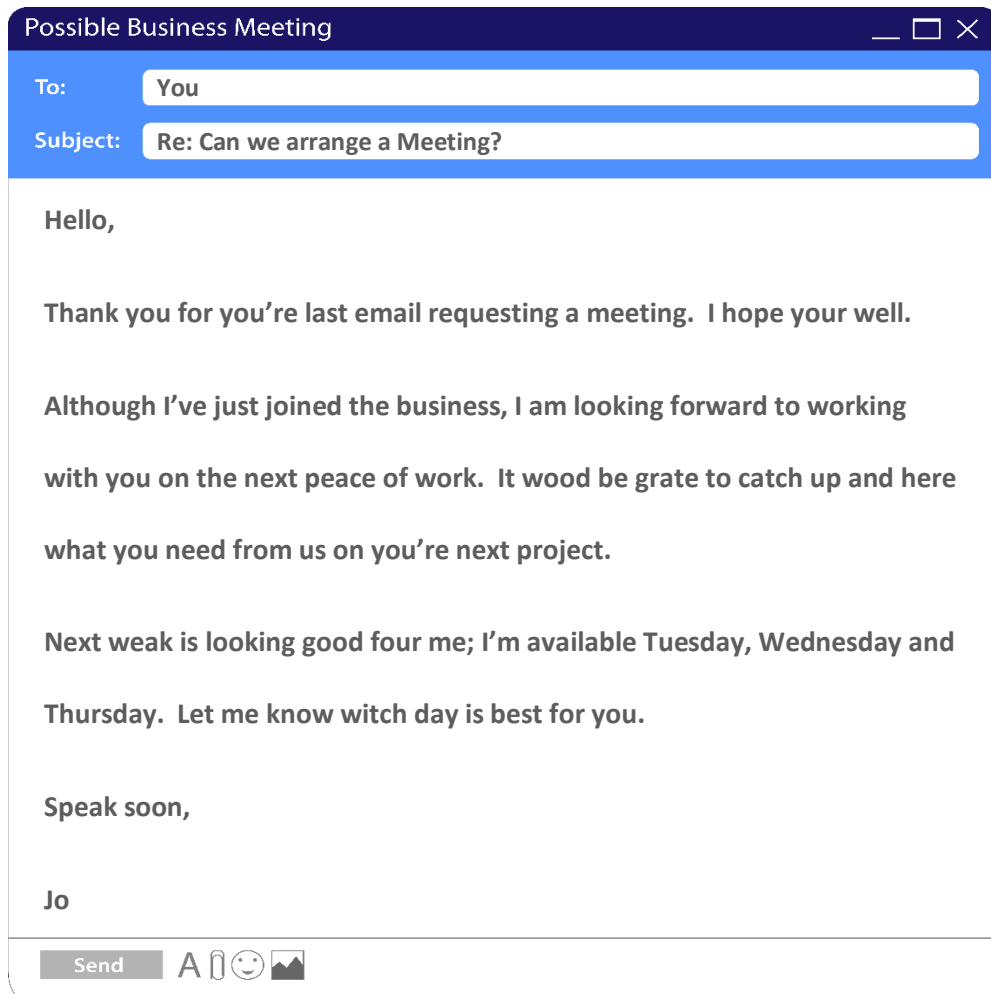 Possible Business Meeting
To: You
Subject: Re: Can we arrange a Meeting?
Hello,
Thank you for you’re last email requesting a meeting.  I hope your well.
Although I’ve just joined the business, I am looking forward to working
with you on the next peace of work.  It wood be grate to catch up and here
what you need from us on you’re next project.
Next weak is looking good four me; I’m available Tuesday, Wednesday and
Thursday.  Let me know witch day is best for you.
Speak soon,
Jo
Send A